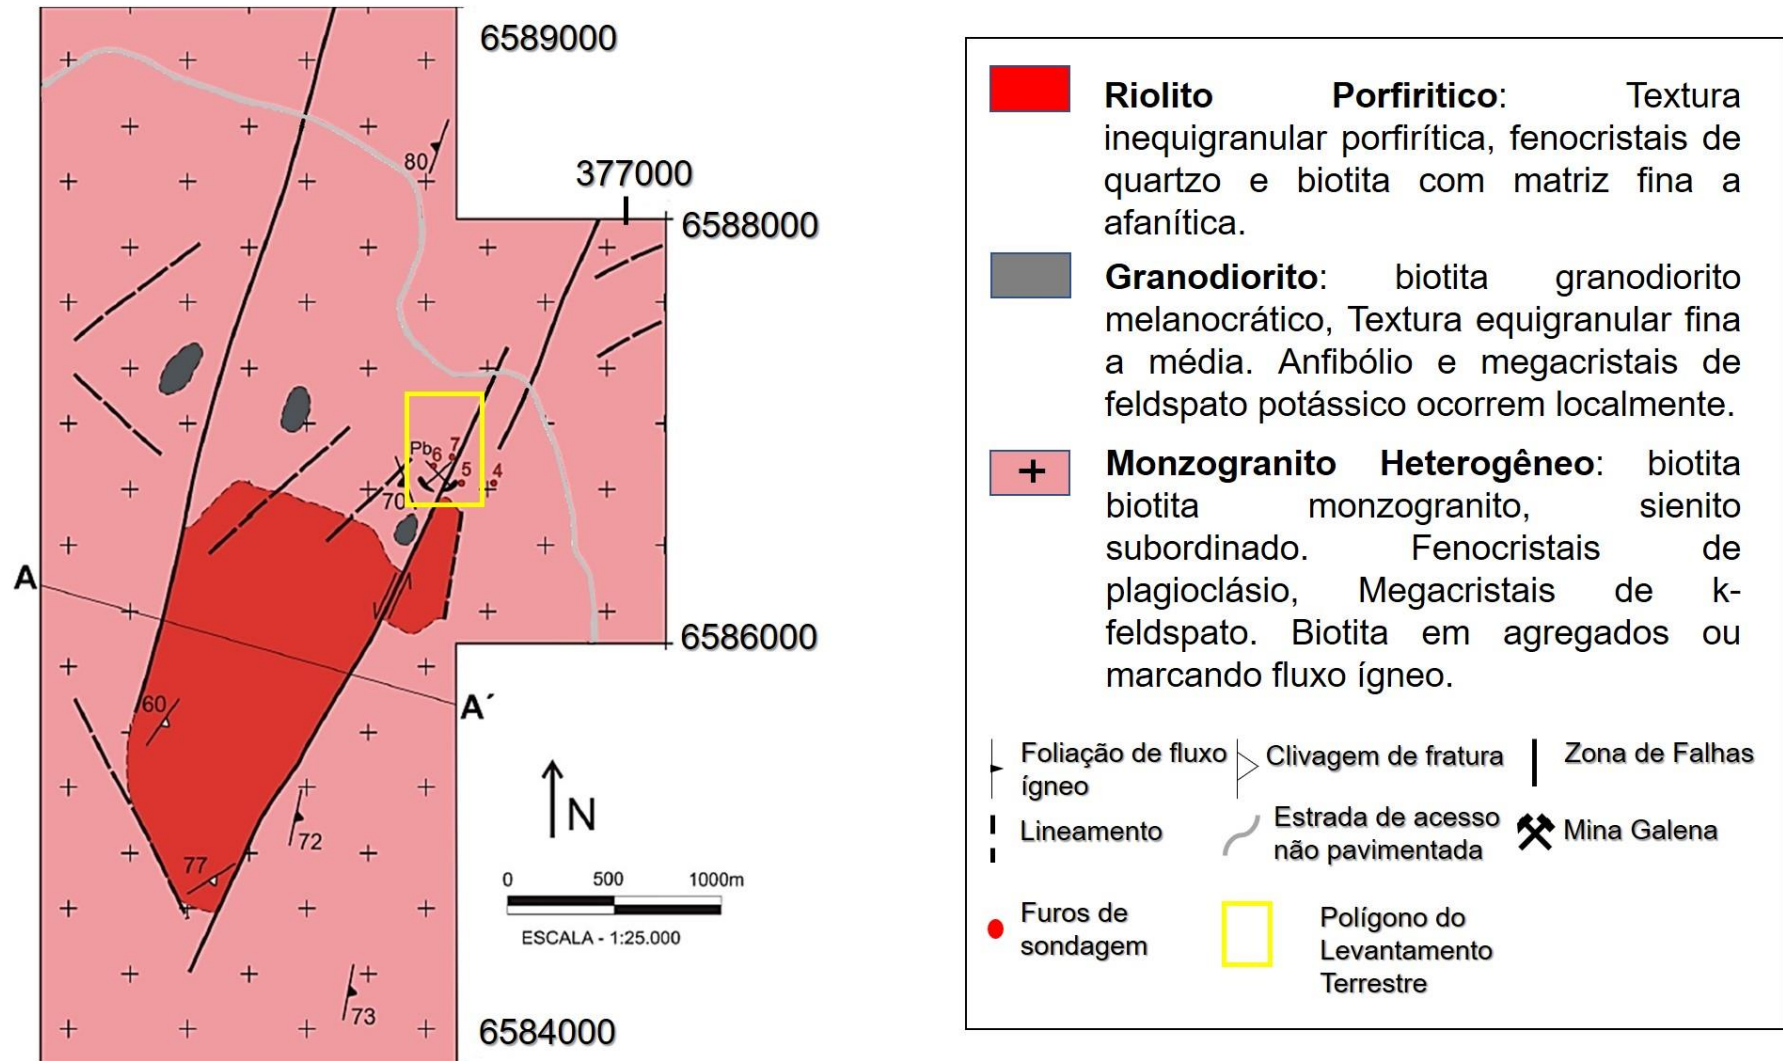 6589000
80
377000
6588000
Pb
6
7
5
4
70
A
6586000
60
A´
N
72
0 500 1000m
77
ESCALA - 1:25.000
73
6584000
Riolito Porfiritico: Textura
inequigranular porfirítica, fenocristais de
quartzo e biotita com matriz fina a
afanítica.
Granodiorito: biotita granodiorito
melanocrático, Textura equigranular fina
a média. Anfibólio e megacristais de
feldspato potássico ocorrem localmente.
+
Monzogranito Heterogêneo: biotita
biotita monzogranito, sienito
subordinado. Fenocristais de
plagioclásio, Megacristais de k-
feldspato. Biotita em agregados ou
marcando fluxo ígneo.
Foliação de fluxo
ígneo
Clivagem de fratura
Zona de Falhas
Lineamento
Estrada de acesso
não pavimentada
Mina Galena
Furos de
sondagem
Polígono do
Levantamento
Terrestre